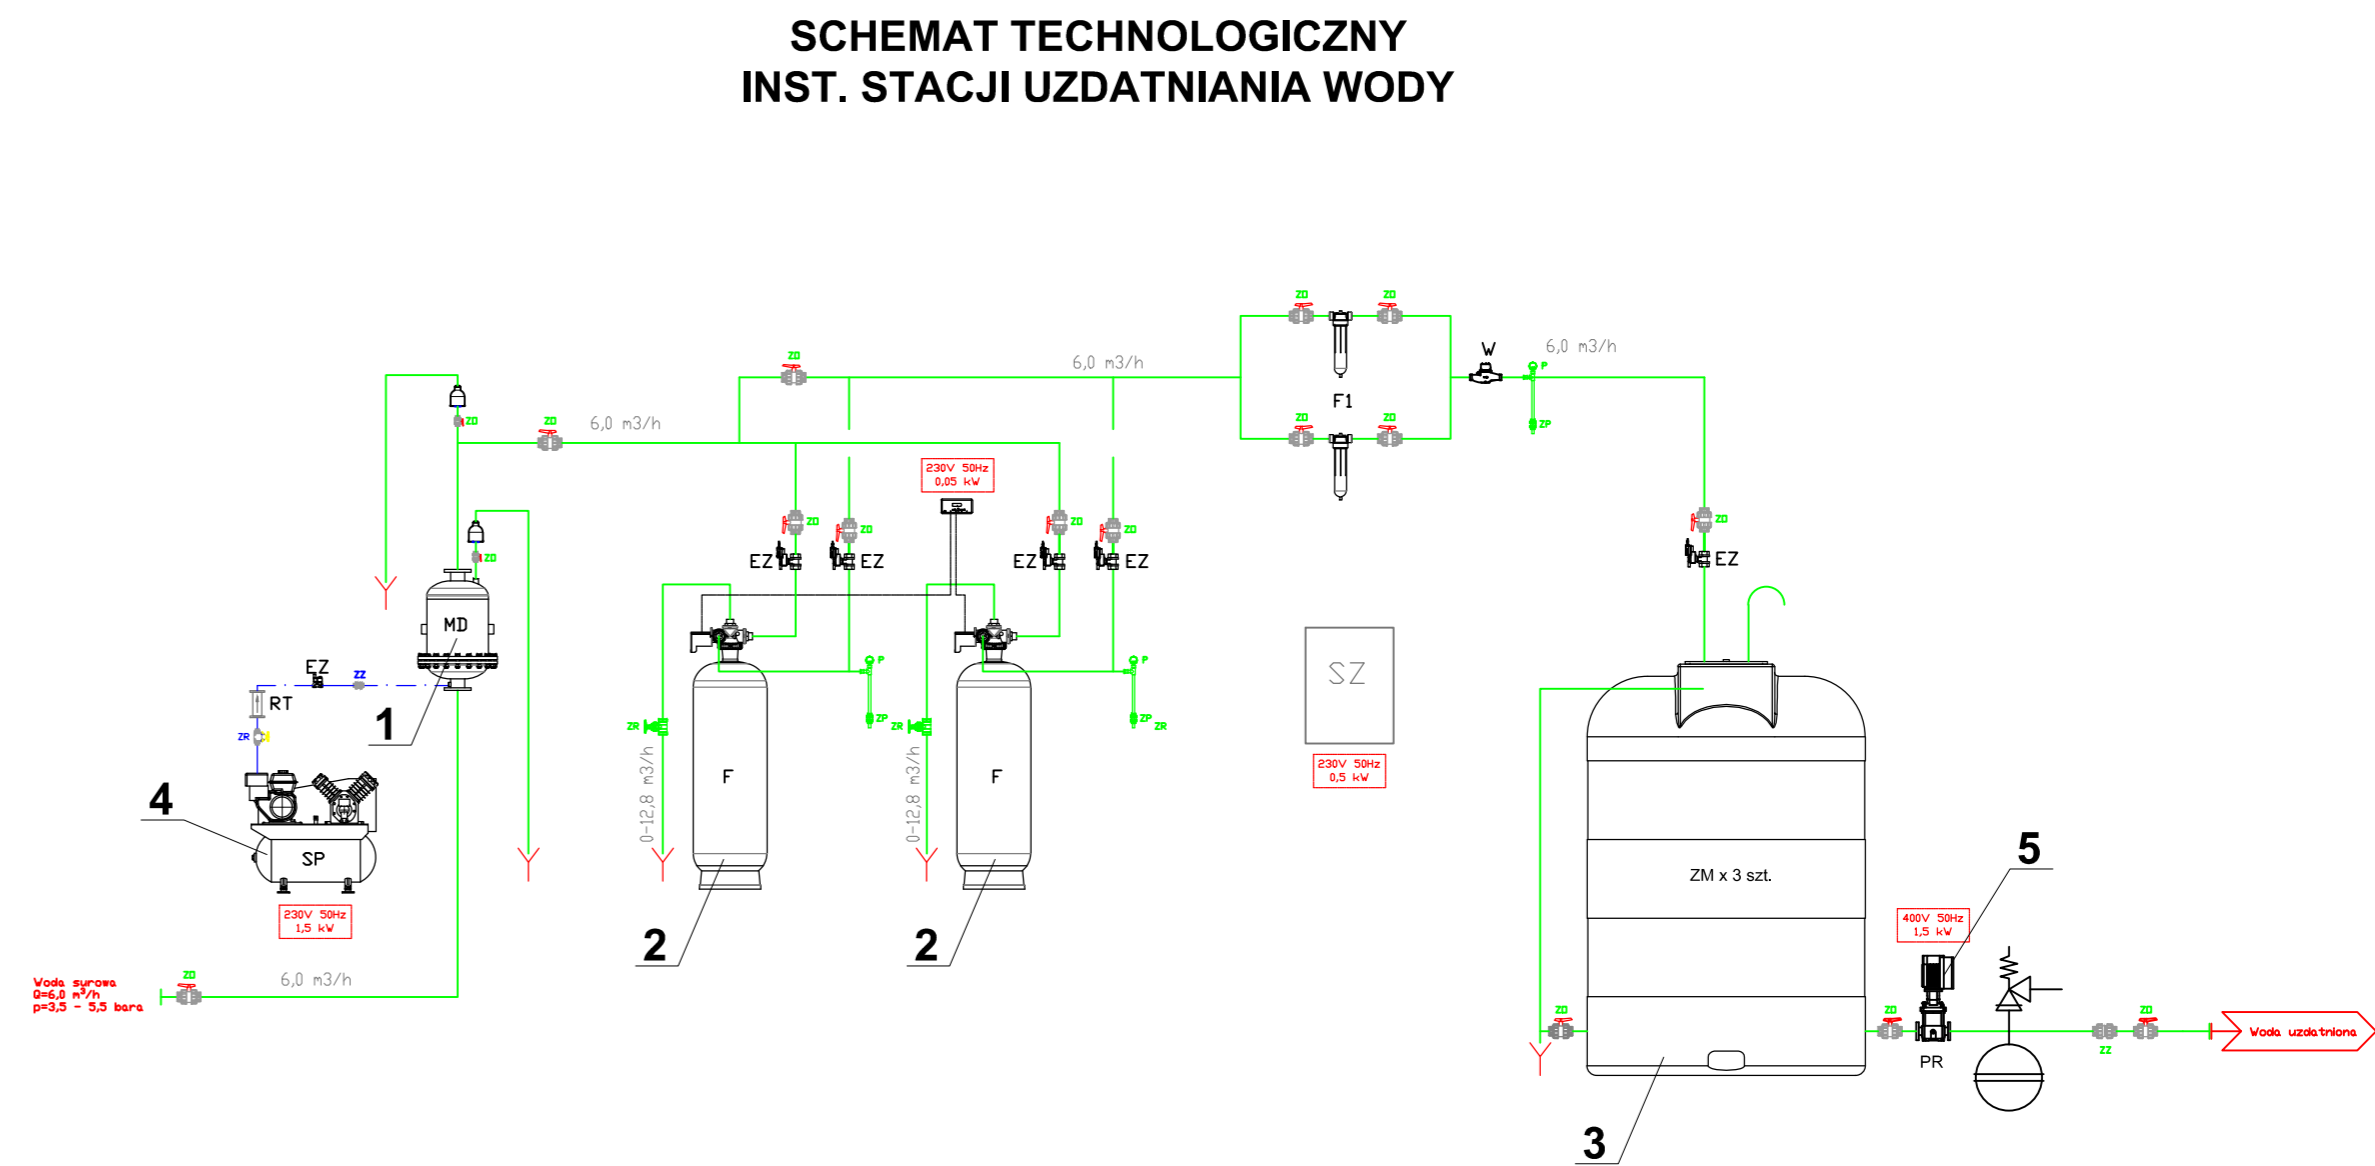 SCHEMAT TECHNOLOGICZNY
INST. STACJI UZDATNIANIA WODY
ZO
ZO
F1
ZO
ZO
W
6,0 m3/h
P
ZP
ZO
6,0 m3/h
ZO
ZO
6,0 m3/h
230V 50Hz
0,05 kW
ZO
ZO
ZO
ZO
ZO
ZO
EZ
EZ
EZ
EZ
EZ
MD
EZ
ZZ
RT
ZR
1
4
SP
230V 50Hz
1,5 kW
P
ZP
ZR
0-12,8 m3/h
F
2
P
ZP
ZR
ZR
0-12,8 m3/h
F
2
SZ
230V 50Hz
0,5 kW
ZM x 3 szt.
5
400V 50Hz
1,5 kW
Woda surowa
Q=6,0 m³/h
p=3,5 - 5,5 bara
ZO
6,0 m3/h
ZO
3
ZO
PR
ZZ
ZO
Woda uzdatniona